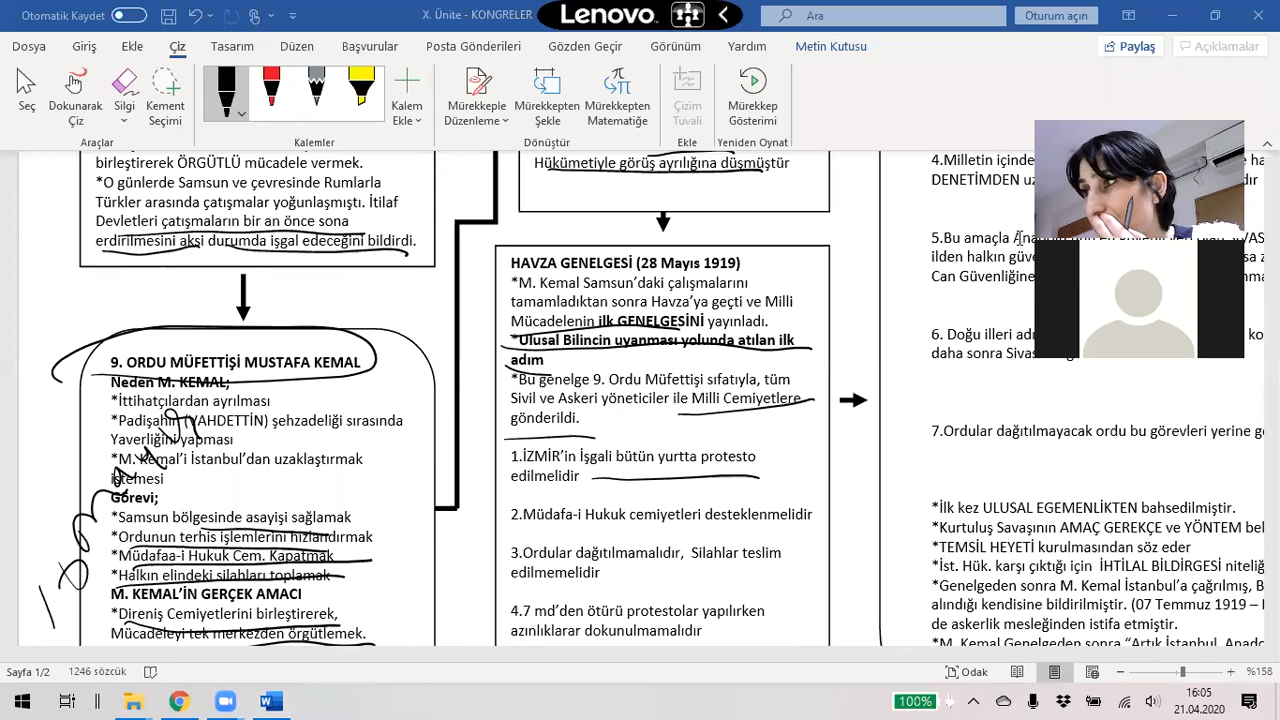 Otomatik Kaydet
X. Ünite - KONGRELER
Lenovo
Ara
Oturum açın
Dosya
Giriş
Ekle
Çiz
Tasarım
Düzen
Başvurular
Posta Gönderileri
Gözden Geçir
Görünüm
Yardım
Metin Kutusu
Paylaş
Açıklamalar
Seç
Dokunarak Çiz
Silgi
Kement Seçimi
Kalem Ekle
Mürekkeple Düzenleme
Mürekkepten Şekle
Mürekkepten Matematiğe
Çizim Tuvali
Mürekkep Gösterimi
Araçlar
Kalemler
Dönüştür
Ekle
Yeniden Oynat
birleştirerek ÖRGÜTLÜ mücadele vermek.
*O günlerde Samsun ve çevresinde Rumlarla
Türkler arasında çatışmalar yoğunlaşmıştı. İtilaf
Devletleri çatışmaların bir an önce sona
erdirilmesini aksi durumda işgal edeceğini bildirdi.
9. ORDU MÜFETTİŞİ MUSTAFA KEMAL
Neden M. KEMAL;
*İttihatçılardan ayrılması
*Padişahın (VAHDETTİN) şehzadeliği sırasında
Yaverliğini yapması
*M. Kemal’i İstanbul’dan uzaklaştırmak
istemesi
Görevi;
*Samsun bölgesinde asayişi sağlamak
*Ordunun terhis işlemlerini hızlandırmak
*Müdafaa-i Hukuk Cem. Kapatmak
*Halkın elindeki silahları toplamak
M. KEMAL’İN GERÇEK AMACI
*Direniş Cemiyetlerini birleştirerek,
Mücadeleyi tek merkezden örgütlemek.
Hükümetiyle görüş ayrılığına düşmüştür
HAVZA GENELGESİ (28 Mayıs 1919)
*M. Kemal Samsun’daki çalışmalarını
tamamladıktan sonra Havza’ya geçti ve Milli
Mücadelenin ilk GENELGESİNİ yayınladı.
*Ulusal Bilincin uyanması yolunda atılan ilk
adım
*Bu genelge 9. Ordu Müfettişi sıfatıyla, tüm
Sivil ve Askeri yöneticiler ile Milli Cemiyetlere
gönderildi.
1.İZMİR’in İşgali bütün yurtta protesto
edilmelidir
2.Müdafa-i Hukuk cemiyetleri desteklenmelidir
3.Ordular dağıtılmamalıdır, Silahlar teslim
edilmemelidir
4.7 md’den ötürü protestolar yapılırken
azınlıklar dokunulmamalıdır
4.Milletin içinde
DENETİMDEN
5.Bu amaçla
ilden halkın
Can Güvenliğine
6. Doğu illeri
daha sonra
7.Ordular dağıtılmayacak ordu bu görevleri yerine
*İlk kez ULUSAL EGEMENLİKTEN bahsedilmiştir.
*Kurtuluş Savaşının AMAÇ GEREKÇE ve YÖNTEM
*TEMSİL HEYETİ kurulmasından söz eder
*İst. Hük. karşı çıktığı için İHTİLAL BİLDİRGESİ
*Genelgeden sonra M. Kemal İstanbul’a çağrılmış,
alındığı kendisine bildirilmiştir. (07 Temmuz 1919 –
de askerlik mesleğinden istifa etmiştir.
*M. Kemal Genelgeden sonra “Artık İstanbul,
Sayfa 1/2
1246 sözcük
Odak
%158
100%
16:05
21.04.2020